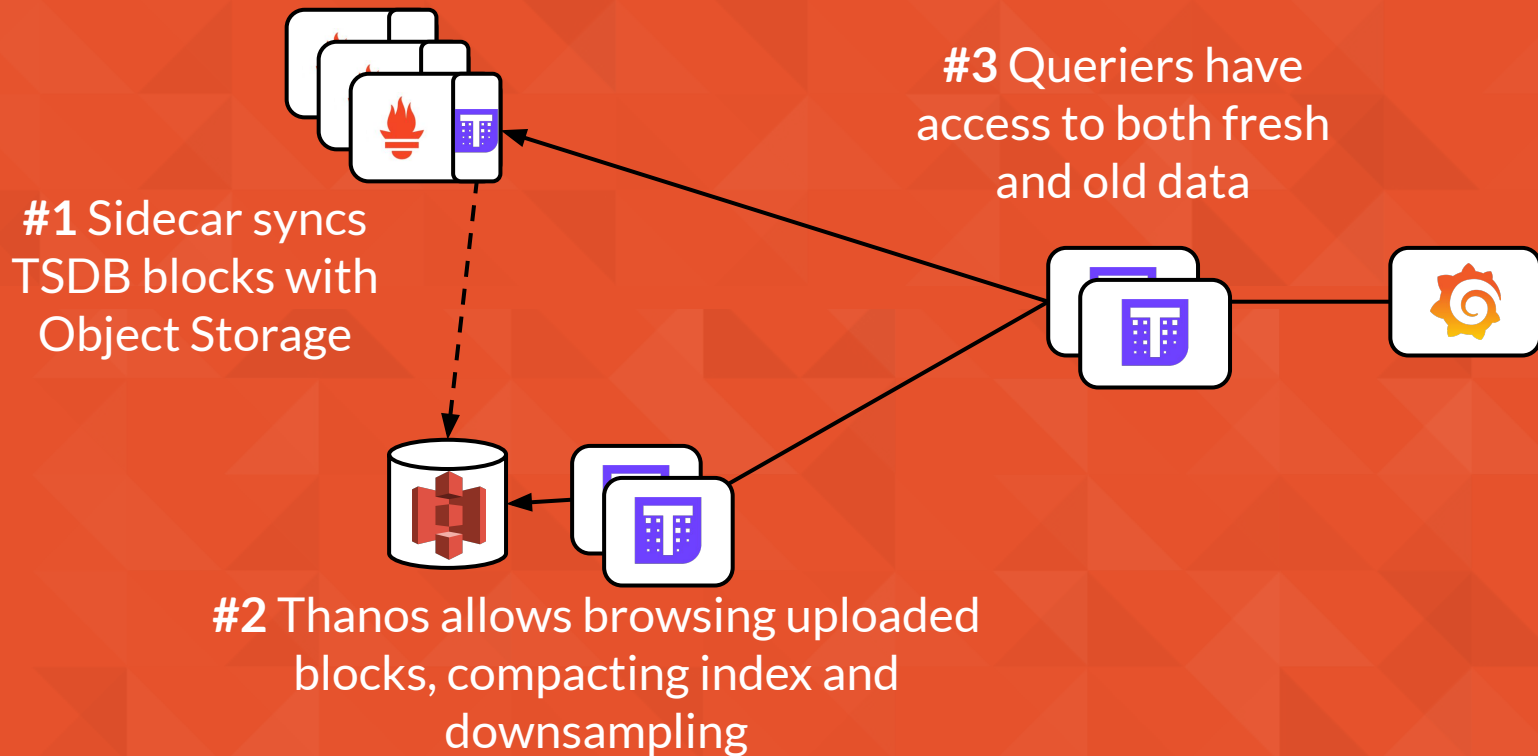 #1 Sidecar syncs
TSDB blocks with
Object Storage
#3 Queriers have
access to both fresh
and old data
#2 Thanos allows browsing uploaded
blocks, compacting index and
downsampling